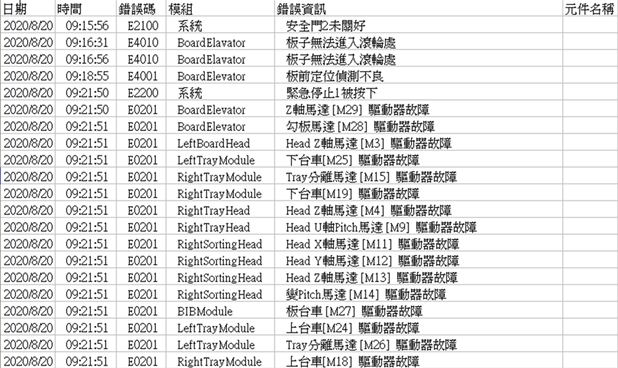 日期 時間 錯誤碼 模組 錯誤資訊 元件名稱
2020/8/20 09:15:56 E2100 系統 安全門2未關好
2020/8/20 09:16:31 E4010 BoardElavator 板子無法進入滾輪處
2020/8/20 09:16:56 E4010 BoardElavator 板子無法進入滾輪處
2020/8/20 09:18:55 E4001 BoardElavator 板前定位偵測不良
2020/8/20 09:21:50 E2200 系統 緊急停止1被按下
2020/8/20 09:21:50 E0201 BoardElevator Z軸馬達 [M29] 驅動器故障
2020/8/20 09:21:51 E0201 BoardElevator 勾板馬達 [M28] 驅動器故障
2020/8/20 09:21:51 E0201 LeftBoardHead Head Z軸馬達 [M3] 驅動器故障
2020/8/20 09:21:51 E0201 LeftTrayModule 下台車[M25] 驅動器故障
2020/8/20 09:21:51 E0201 RightTrayModule Tray分離馬達 [M15] 驅動器故障
2020/8/20 09:21:51 E0201 RightTrayModule 下台車[M19] 驅動器故障
2020/8/20 09:21:51 E0201 RightTrayHead Head Z軸馬達 [M4] 驅動器故障
2020/8/20 09:21:51 E0201 RightTrayHead Head U軸Pitch馬達 [M9] 驅動器故障
2020/8/20 09:21:51 E0201 RightSortingHead Head X軸馬達 [M11] 驅動器故障
2020/8/20 09:21:51 E0201 RightSortingHead Head Y軸馬達 [M12] 驅動器故障
2020/8/20 09:21:51 E0201 RightSortingHead Head Z軸馬達 [M13] 驅動器故障
2020/8/20 09:21:51 E0201 RightSortingHead 變Pitch馬達 [M14] 驅動器故障
2020/8/20 09:21:51 E0201 BIBModule 板台車 [M27] 驅動器故障
2020/8/20 09:21:51 E0201 LeftTrayModule 上台車[M24] 驅動器故障
2020/8/20 09:21:51 E0201 LeftTrayModule Tray分離馬達 [M26] 驅動器故障
2020/8/20 09:21:51 E0201 RightTrayModule 上台車[M18] 驅動器故障